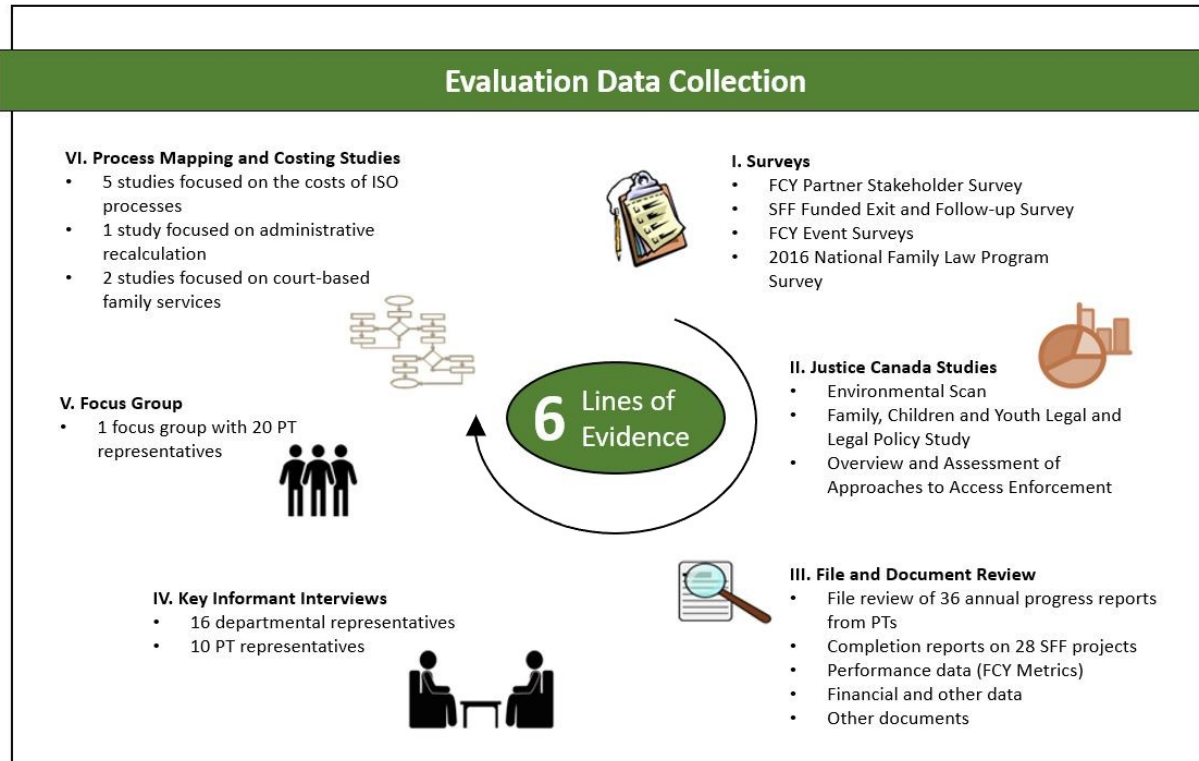 Evaluation Data Collection
VI. Process Mapping and Costing Studies
• 5 studies focused on the costs of ISO
processes
• 1 study focused on administrative
recalculation
• 2 studies focused on court-based
family services
I. Surveys
• FCY Partner Stakeholder Survey
• SFF Funded Exit and Follow-up Survey
• FCY Event Surveys
• 2016 National Family Law Program
Survey
II. Justice Canada Studies
• Environmental Scan
• Family, Children and Youth Legal and
Legal Policy Study
• Overview and Assessment of
Approaches to Access Enforcement
6 Lines of
Evidence
V. Focus Group
• 1 focus group with 20 PT
representatives
IV. Key Informant Interviews
• 16 departmental representatives
• 10 PT representatives
III. File and Document Review
• File review of 36 annual progress reports
from PTs
• Completion reports on 28 SFF projects
• Performance data (FCY Metrics)
• Financial and other data
• Other documents